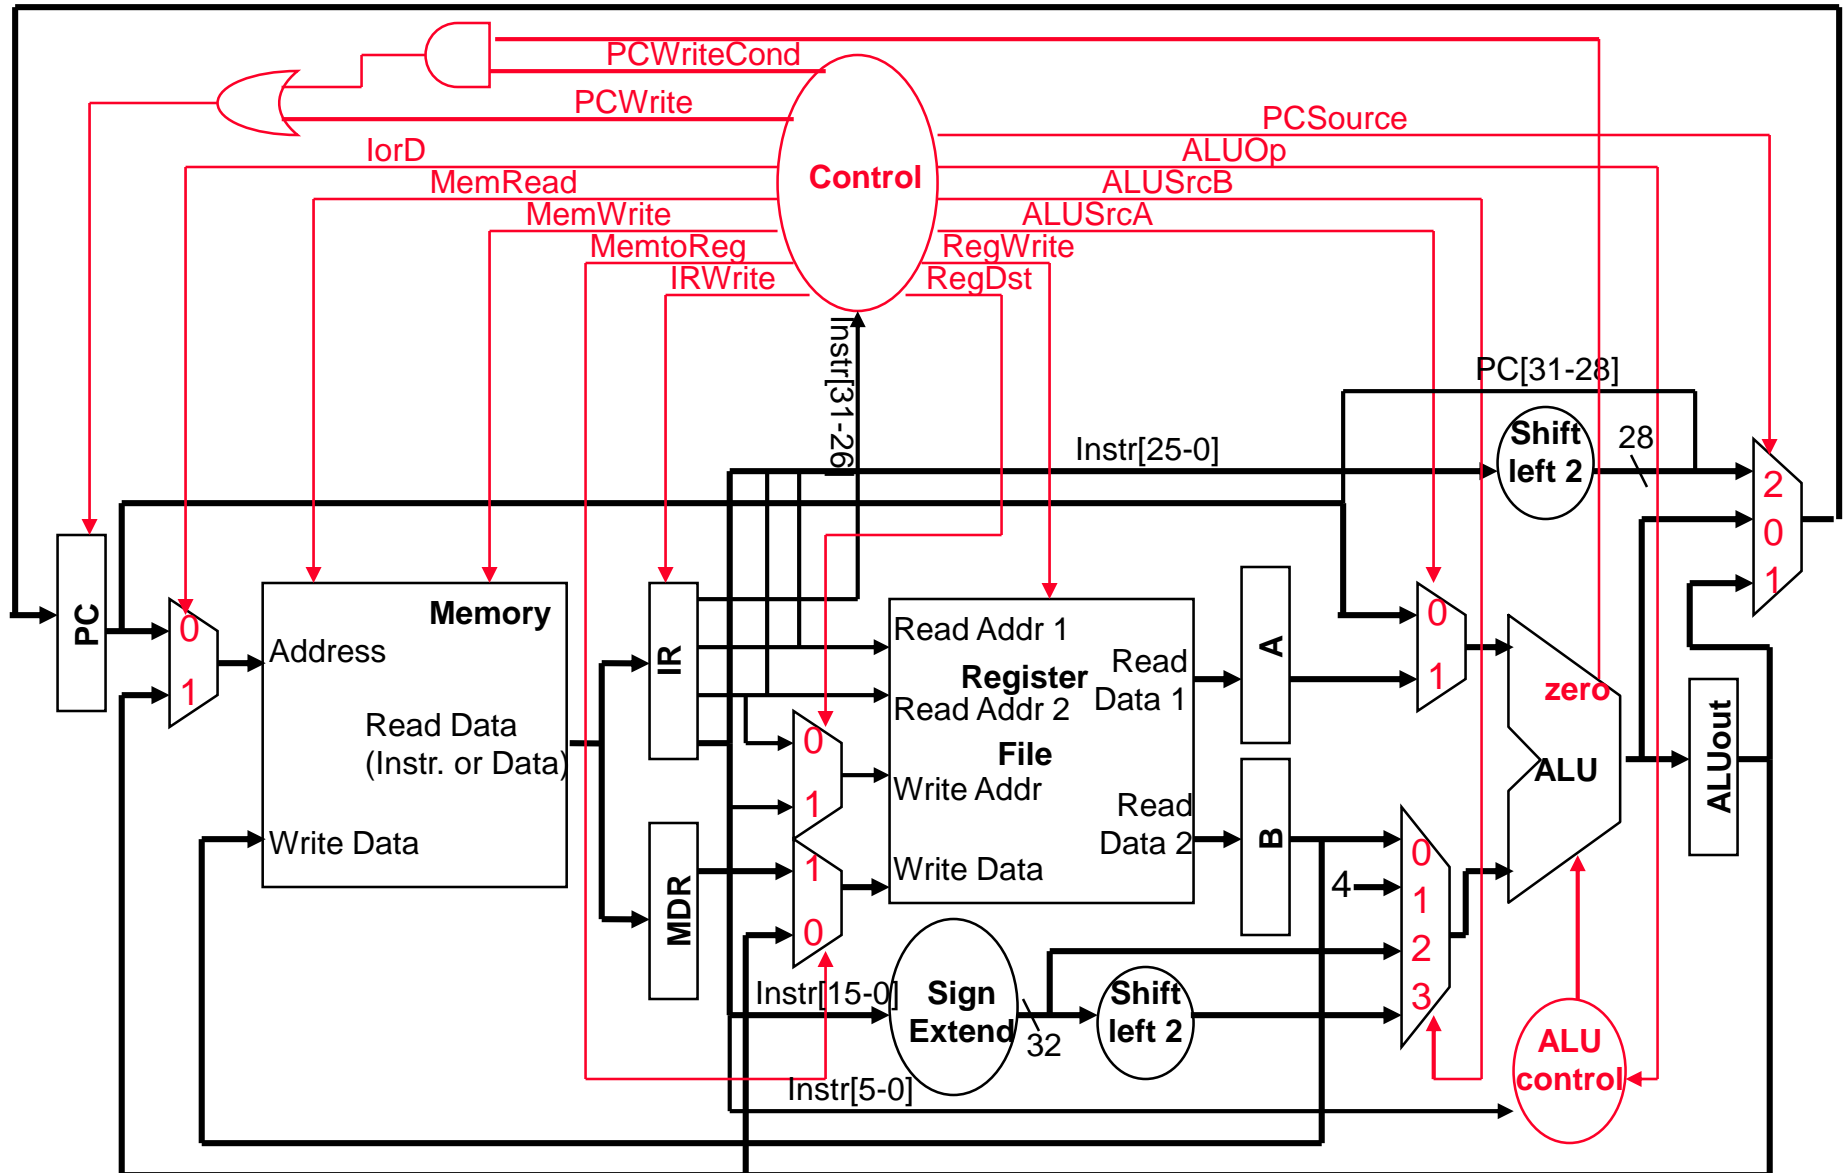 PCWriteCond
PCWrite
PCSource
IorD
ALUOp
MemRead
Control
ALUSrcB
MemWrite
ALUSrcA
MemtoReg
RegWrite
IRWrite
RegDst
Instr[31-26]
PC[31-28]
Instr[25-0]
Shift
left 2
28
2
0
1
PC
0
1
Memory
Address
Read Data
(Instr. or Data)
Write Data
IR
MDR
Read Addr 1
Register
Read Addr 2
File
Write Addr
Write Data
Read
Data 1
Read
Data 2
0
1
1
0
A
B
0
1
zero
ALU
ALUout
0
4
1
2
3
Instr[15-0]
Sign
Extend
32
Shift
left 2
ALU
control
Instr[5-0]